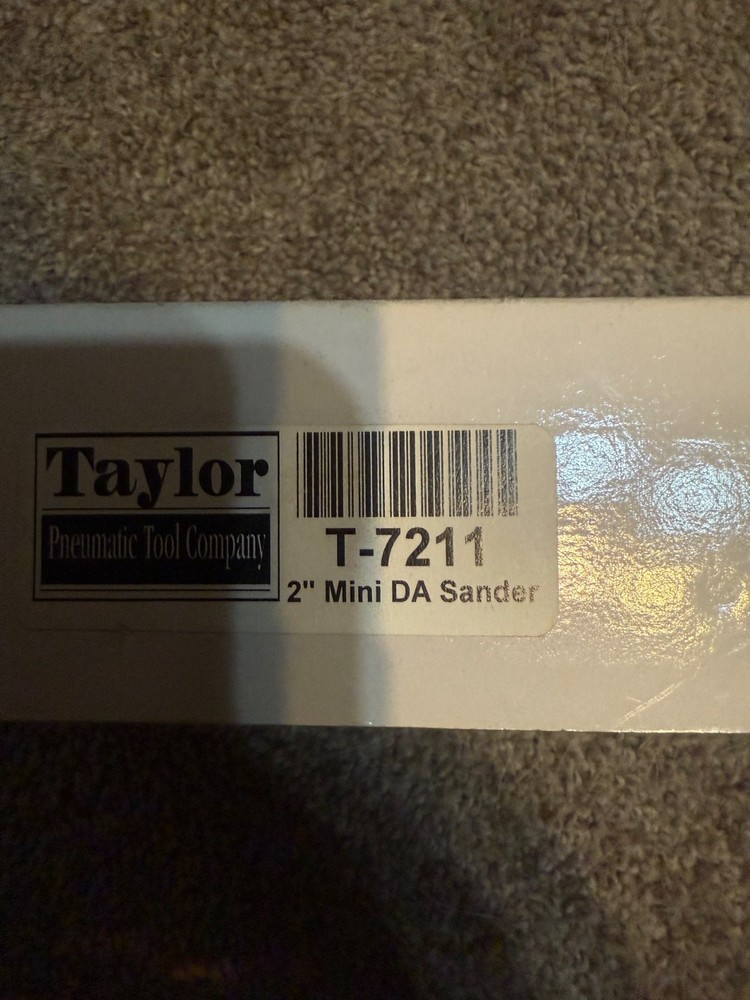 Taylor
Pneumatic Tool Company
T-7211
2" Mini DA Sander